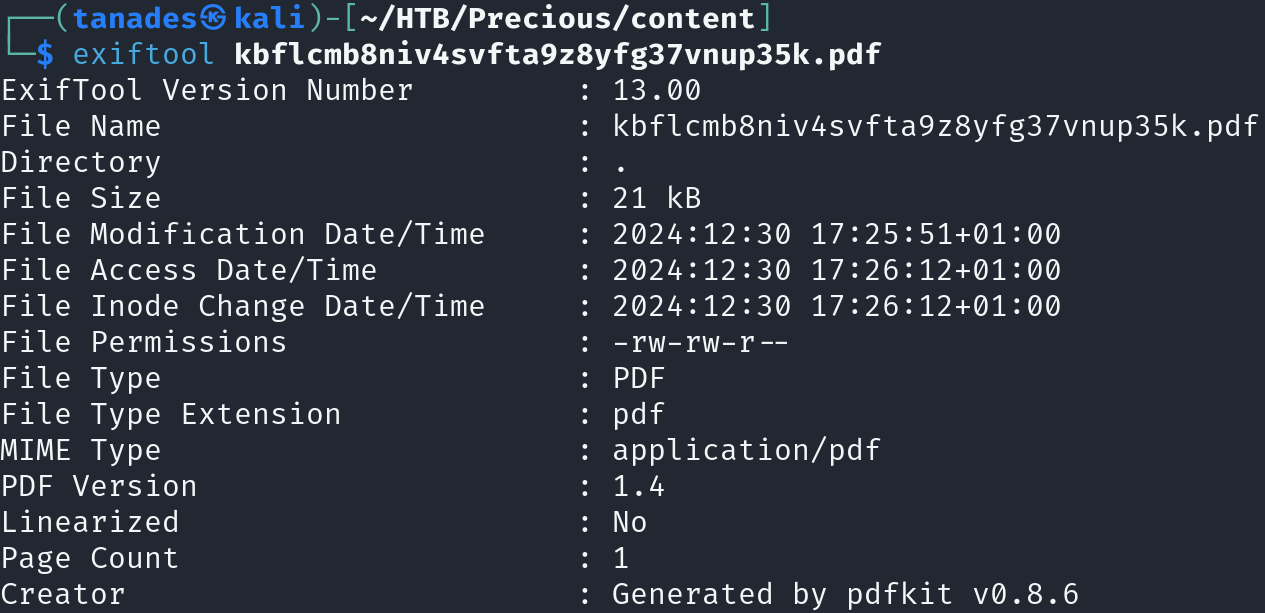 ┌──(tanades㉿kali)-[~/HTB/Precious/content]
└─$ exiftool kbflcmb8niv4svfta9z8yfg37vnup35k.pdf
ExifTool Version Number         : 13.00
File Name                       : kbflcmb8niv4svfta9z8yfg37vnup35k.pdf
Directory                       : .
File Size                       : 21 kB
File Modification Date/Time     : 2024:12:30 17:25:51+01:00
File Access Date/Time           : 2024:12:30 17:26:12+01:00
File Inode Change Date/Time     : 2024:12:30 17:26:12+01:00
File Permissions                : -rw-rw-r--
File Type                       : PDF
File Type Extension             : pdf
MIME Type                       : application/pdf
PDF Version                     : 1.4
Linearized                      : No
Page Count                      : 1
Creator                         : Generated by pdfkit v0.8.6